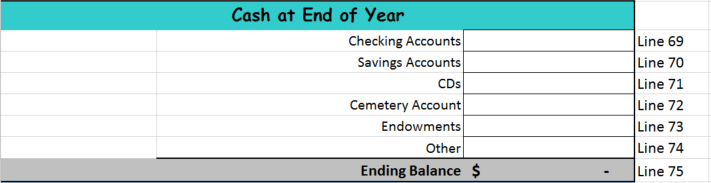 Cash at End of Year
Checking Accounts Line 69
Savings Accounts Line 70
CDs Line 71
Cemetery Account Line 72
Endowments Line 73
Other Line 74
Ending Balance $ - Line 75